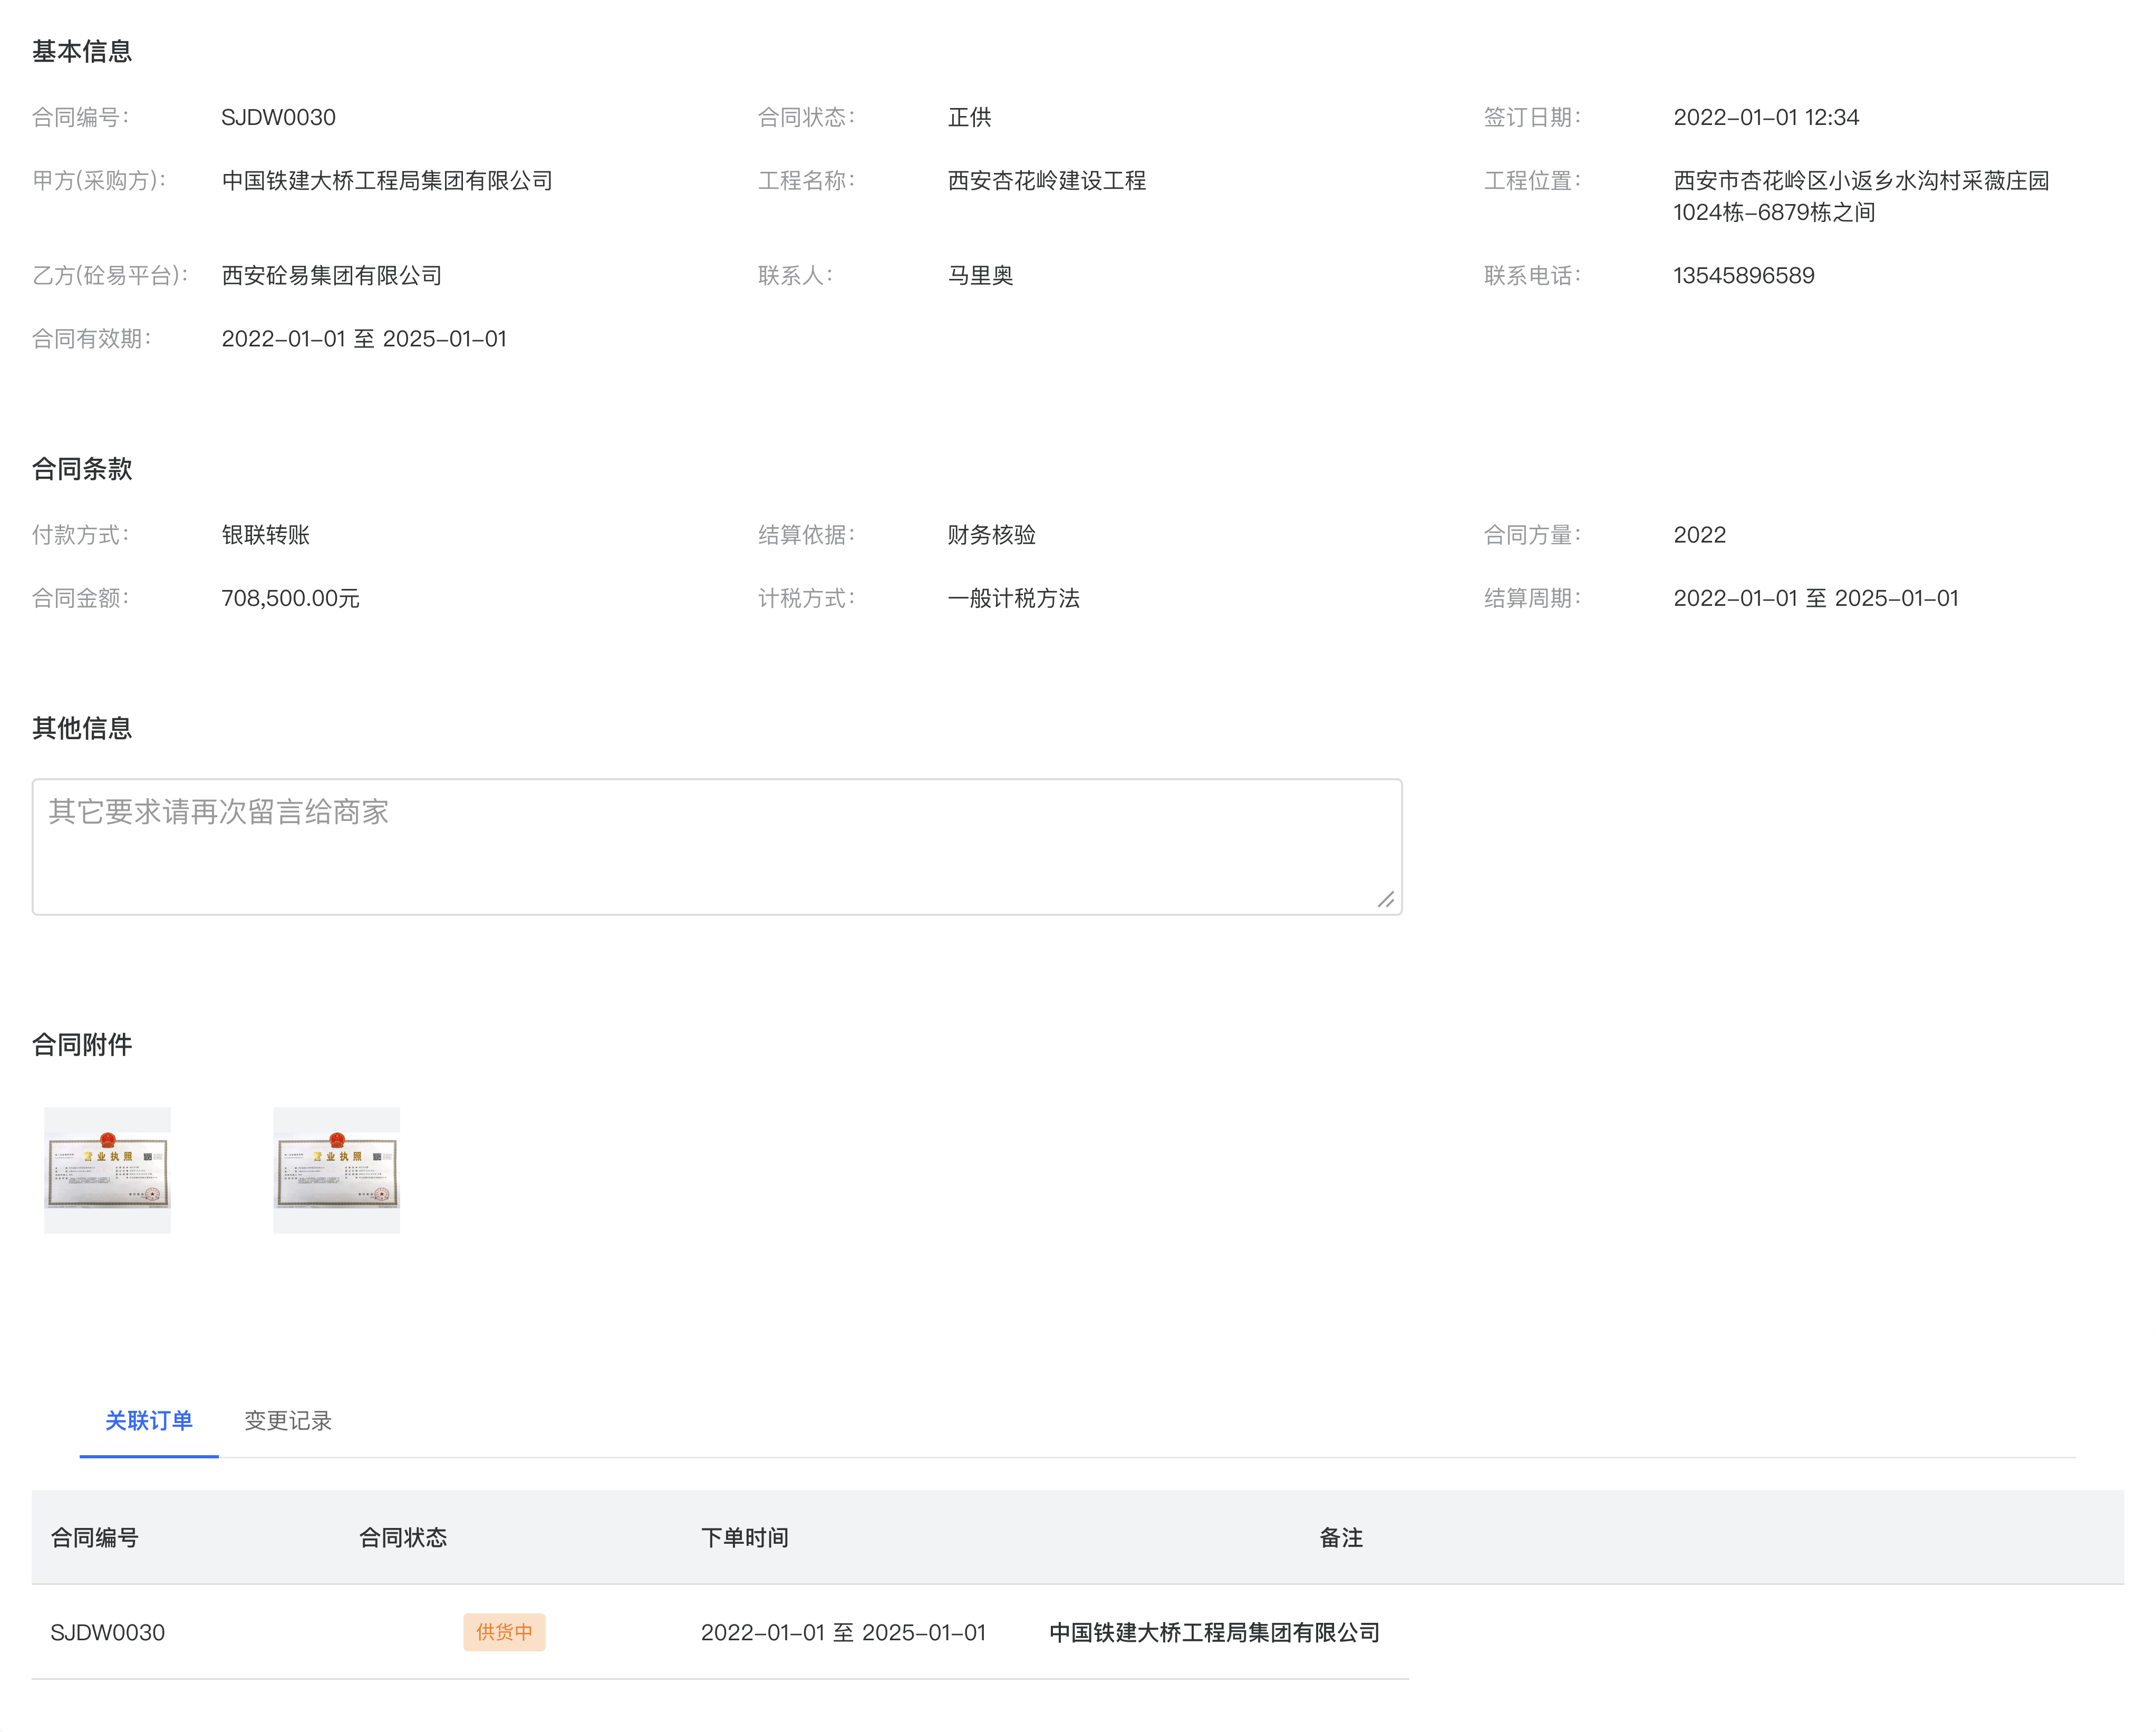 基本信息
合同编号： SJDW0030 合同状态： 正供 签订日期： 2022-01-01 12:34
甲方(采购方)： 中国铁建大桥工程局集团有限公司 工程名称： 西安杏花岭建设工程 工程位置： 西安市杏花岭区小返乡水沟村采薇庄园
1024栋-6879栋之间
乙方(砼易平台)： 西安砼易集团有限公司 联系人： 马里奥 联系电话： 13545896589
合同有效期： 2022-01-01 至 2025-01-01
合同条款
付款方式： 银联转账 结算依据： 财务核验 合同方量： 2022
合同金额： 708,500.00元 计税方式： 一般计税方法 结算周期： 2022-01-01 至 2025-01-01
其他信息
其它要求请再次留言给商家
合同附件
营业执照 营业执照
关联订单 变更记录
合同编号 合同状态 下单时间 备注
SJDW0030 供货中 2022-01-01 至 2025-01-01 中国铁建大桥工程局集团有限公司